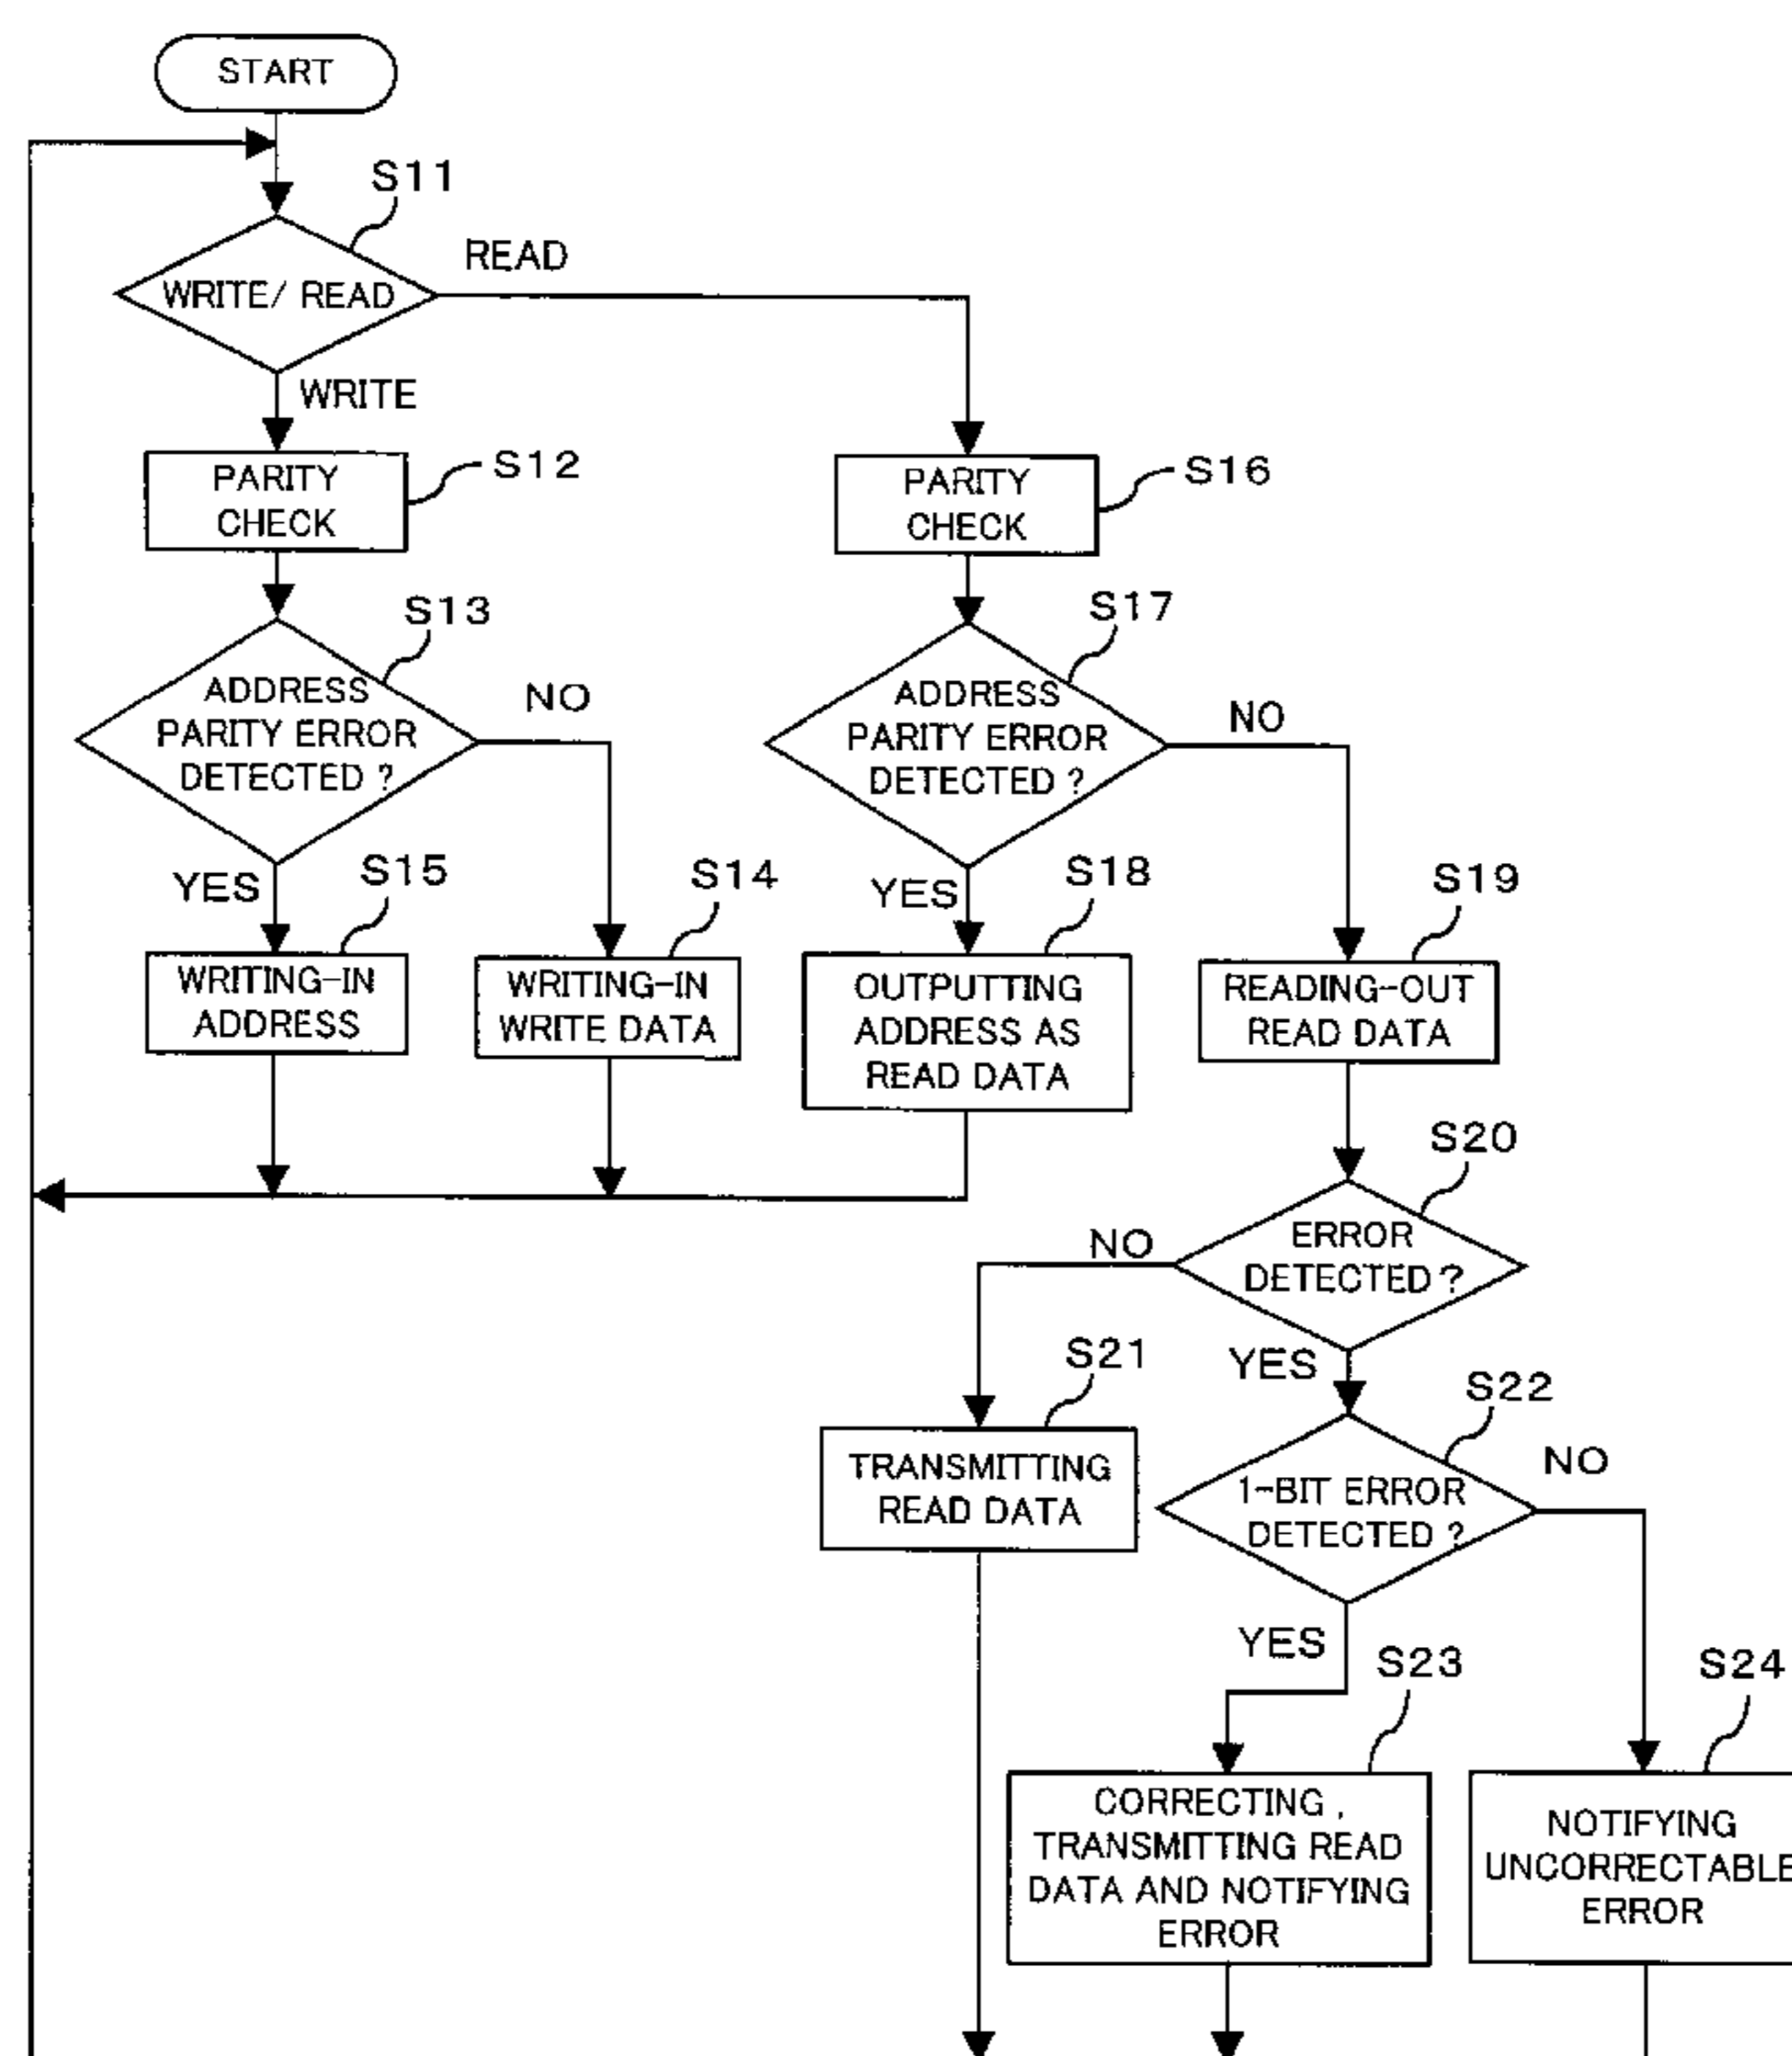 START
S11
READ
WRITE/ READ
WRITE
PARITY
CHECK
S12
PARITY
CHECK
S16
S13
ADDRESS
PARITY ERROR
DETECTED ?
NO
S17
ADDRESS
PARITY ERROR
DETECTED ?
NO
YES
S15
S14
YES
S18
S19
WRITING-IN
ADDRESS
WRITING-IN
WRITE DATA
OUTPUTTING
ADDRESS AS
READ DATA
READING-OUT
READ DATA
S20
NO
ERROR
DETECTED ?
S21
YES
S22
TRANSMITTING
READ DATA
1-BIT ERROR
DETECTED ?
NO
YES
S23
S24
CORRECTING ,
TRANSMITTING READ
DATA AND NOTIFYING
ERROR
NOTIFYING
UNCORRECTABLE
ERROR